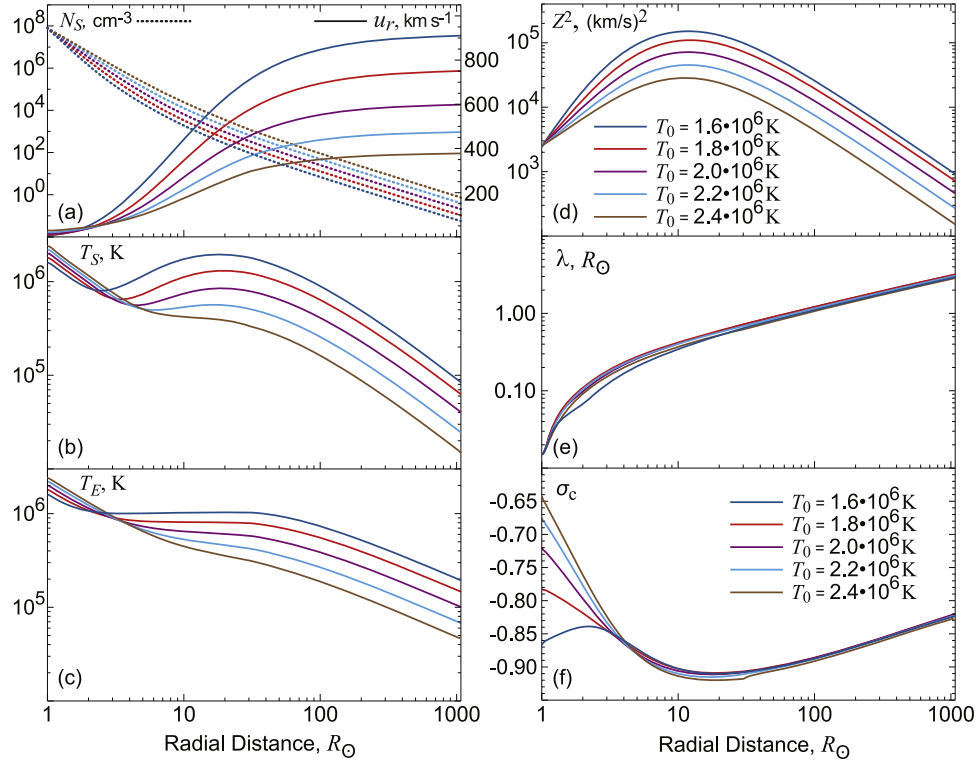 N_S, cm-3 u_r, km s-1
10^8
10^6
10^4
10^2
10^0
800
600
400
200
(a)
T_S, K
10^6
10^5
(b)
T_E, K
10^6
10^5
(c)
1 10 100 1000
Radial Distance, R_⊙
Z^2, (km/s)^2
10^5
10^4
10^3
T_0 = 1.6•10^6 K
T_0 = 1.8•10^6 K
T_0 = 2.0•10^6 K
T_0 = 2.2•10^6 K
T_0 = 2.4•10^6 K
(d)
λ, R_⊙
1.00
0.10
(e)
σ_c
-0.65
-0.70
-0.75
-0.80
-0.85
-0.90
T_0 = 1.6•10^6 K
T_0 = 1.8•10^6 K
T_0 = 2.0•10^6 K
T_0 = 2.2•10^6 K
T_0 = 2.4•10^6 K
(f)
1 10 100 1000
Radial Distance, R_⊙